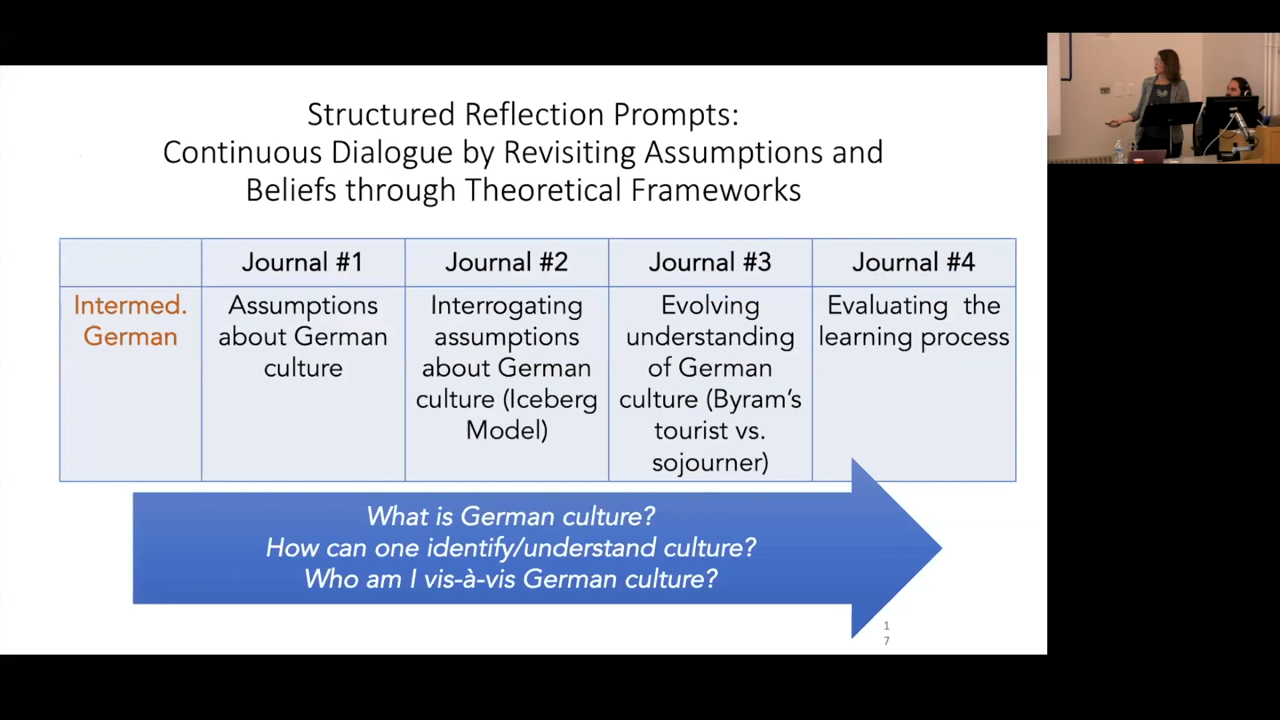 Structured Reflection Prompts:
Continuous Dialogue by Revisiting Assumptions and
Beliefs through Theoretical Frameworks
Journal #1
Journal #2
Journal #3
Journal #4
Intermed.
German
Assumptions
about German
culture
Interrogating
assumptions
about German
culture (Iceberg
Model)
Evolving
understanding
of German
culture (Byram’s
tourist vs.
sojourner)
Evaluating the
learning process
What is German culture?
How can one identify/understand culture?
Who am I vis-à-vis German culture?
1
7